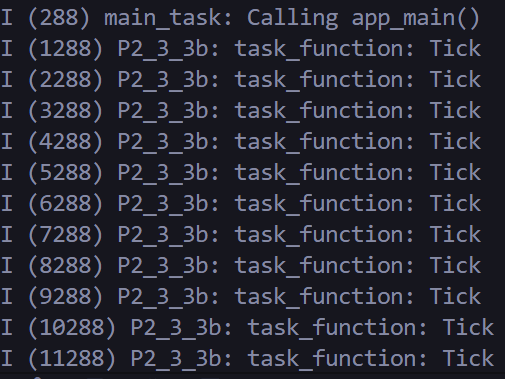 I (288) main_task: Calling app_main()
I (1288) P2_3_3b: task_function: Tick
I (2288) P2_3_3b: task_function: Tick
I (3288) P2_3_3b: task_function: Tick
I (4288) P2_3_3b: task_function: Tick
I (5288) P2_3_3b: task_function: Tick
I (6288) P2_3_3b: task_function: Tick
I (7288) P2_3_3b: task_function: Tick
I (8288) P2_3_3b: task_function: Tick
I (9288) P2_3_3b: task_function: Tick
I (10288) P2_3_3b: task_function: Tick
I (11288) P2_3_3b: task_function: Tick